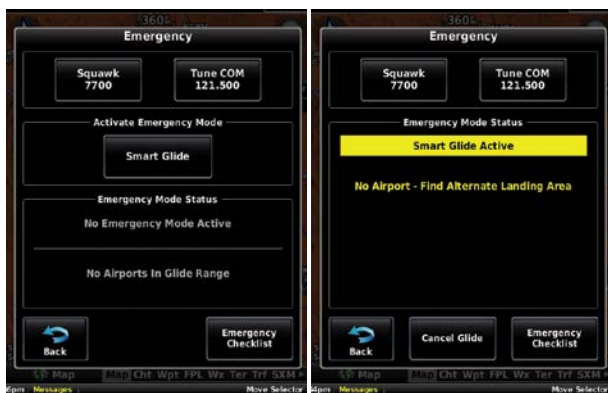 360°
Emergency
Squawk
7700
Tune COM
121.500
Activate Emergency Mode
Smart Glide
Emergency Mode Status
No Emergency Mode Active
No Airports In Glide Range
Back
Emergency
Checklist
Map Map Cht Wpt FPL Wx Ter Trf SXM
Messages
Move Selector
360°
Emergency
Squawk
7700
Tune COM
121.500
Emergency Mode Status
Smart Glide Active
No Airport - Find Alternate Landing Area
Back
Cancel Glide
Emergency
Checklist
Map Map Cht Wpt FPL Wx Ter Trf SXM
Messages
Move Selector